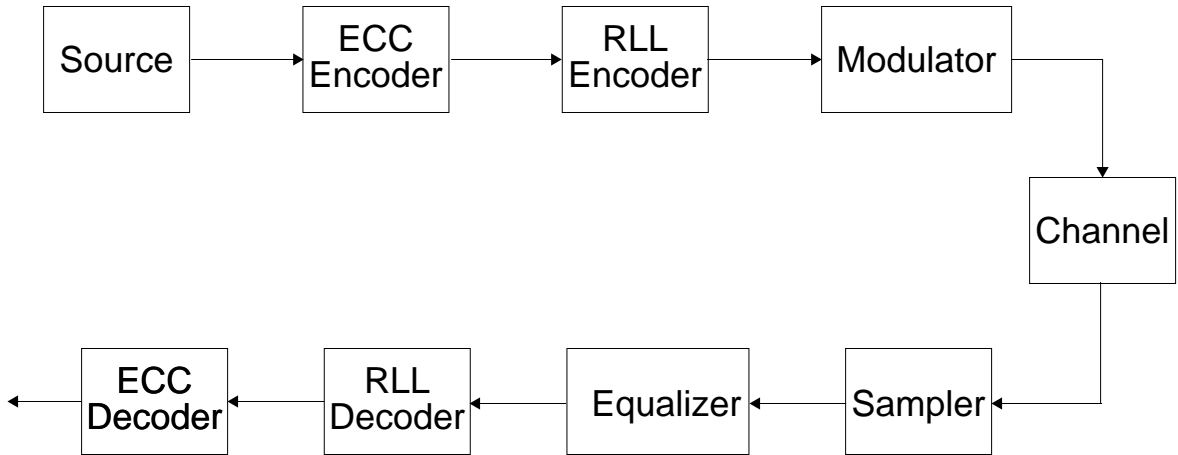 Source
ECC
Encoder
RLL
Encoder
Modulator
Channel
Sampler
Equalizer
RLL
Decoder
ECC
Decoder